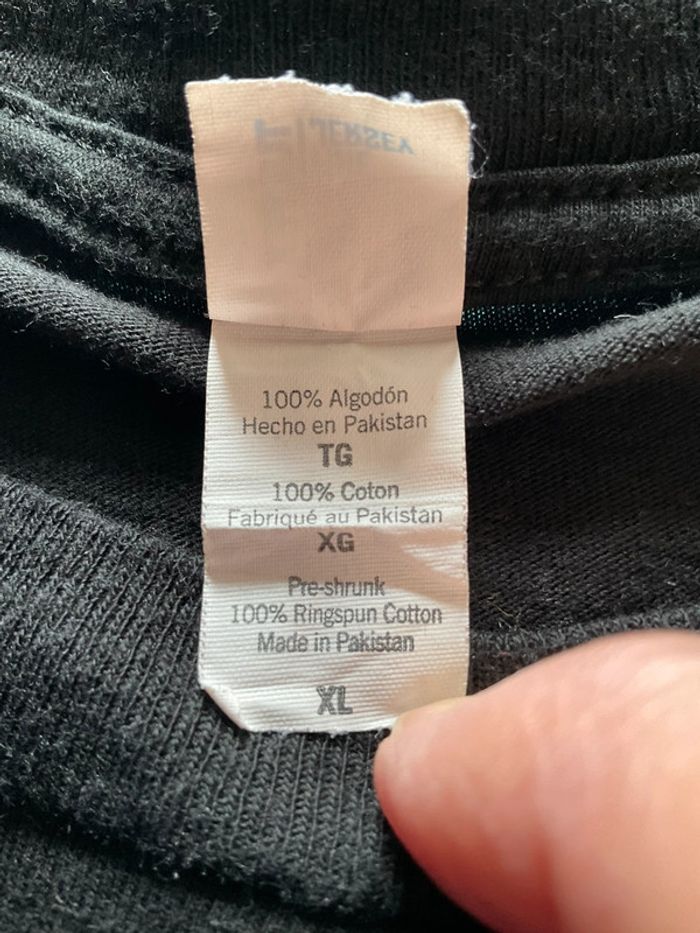 100% Algodón
Hecho en Pakistan
TG
100% Coton
Fabriqué au Pakistan
XG
Pre-shrunk
100% Ringspun Cotton
Made in Pakistan
XL